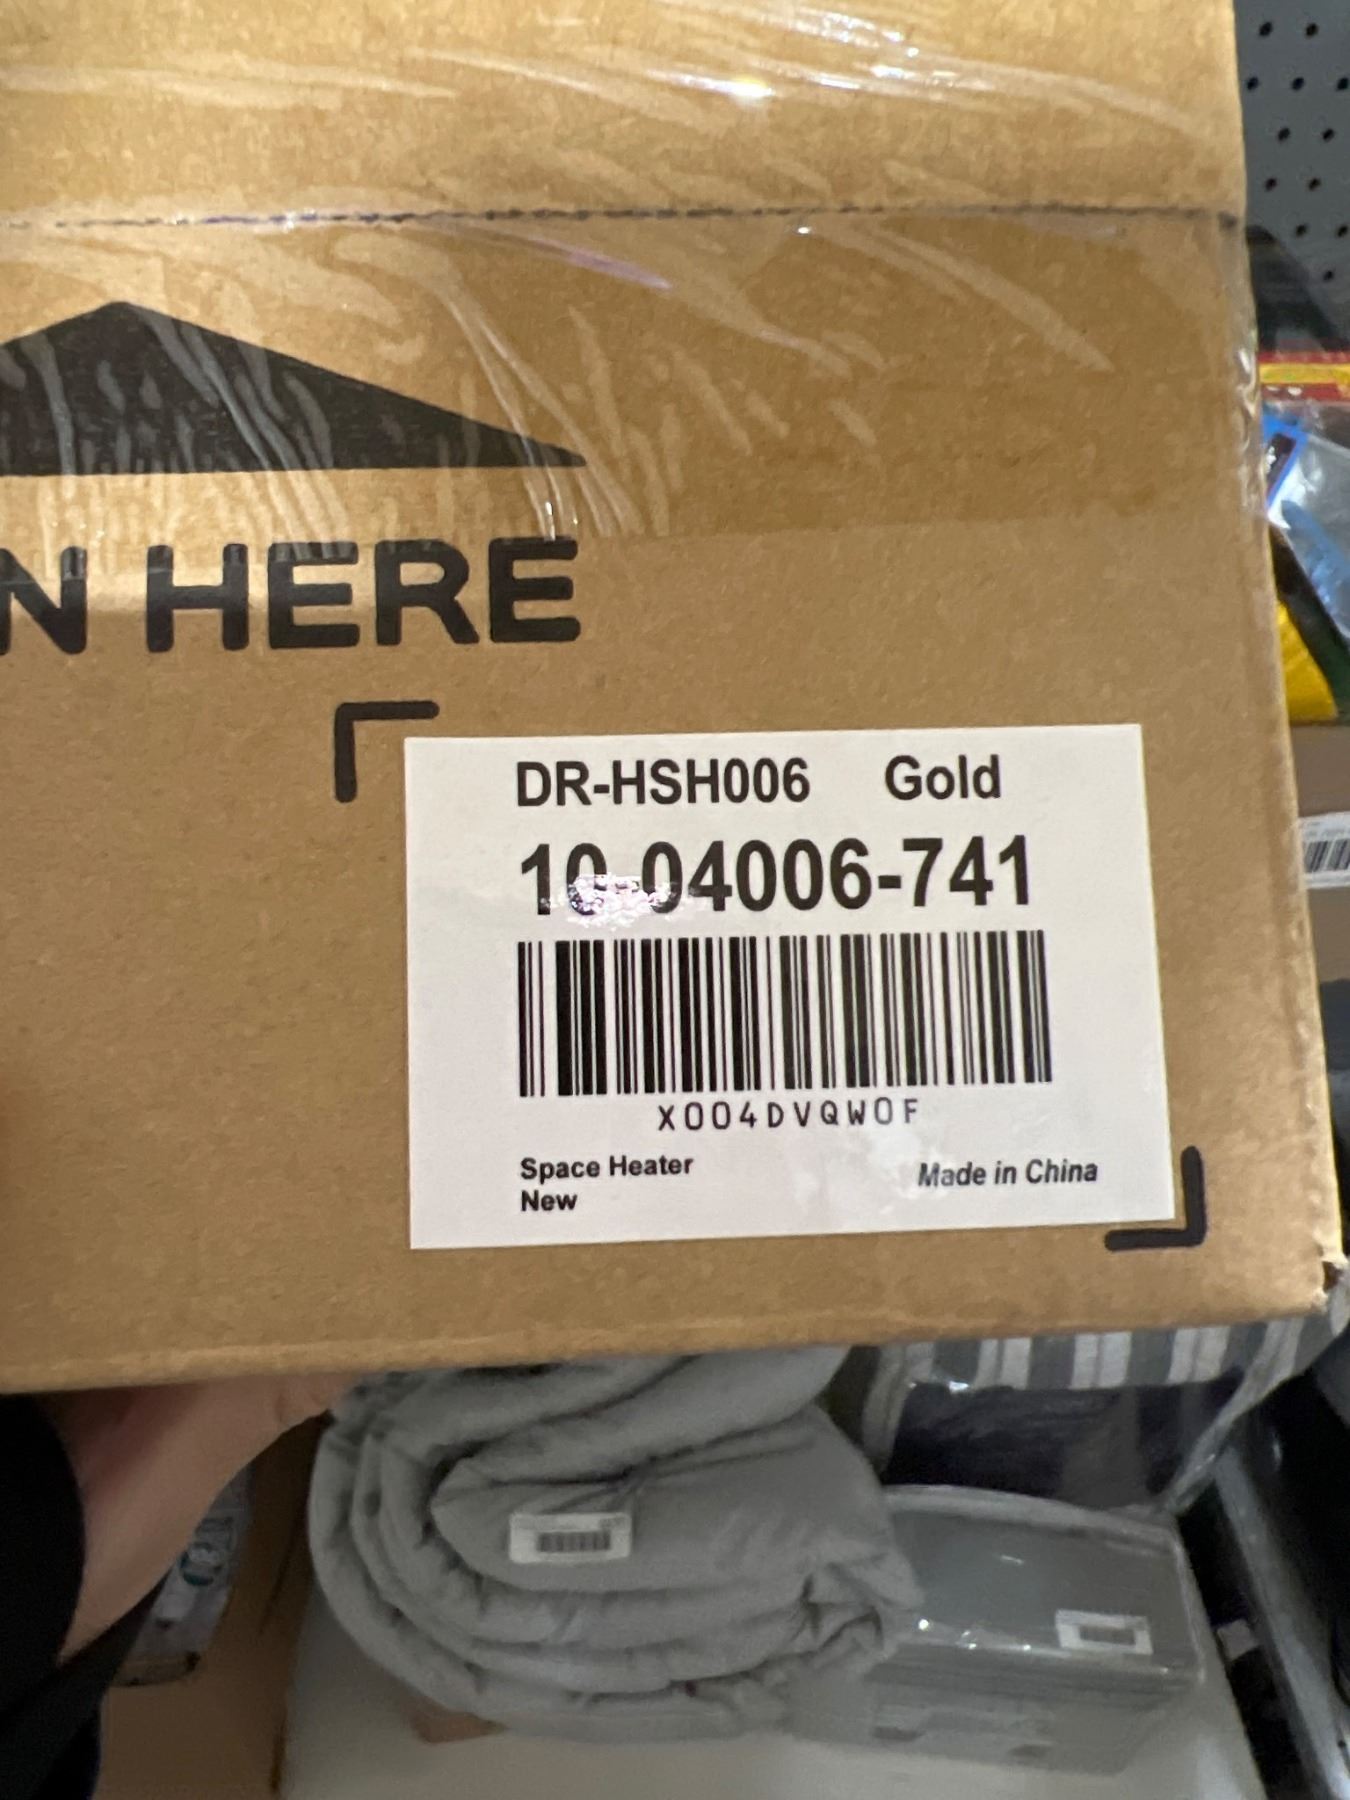 N HERE
DR-HSH006 Gold
10-04006-741
X004DVQW0F
Space Heater
Made in China
New